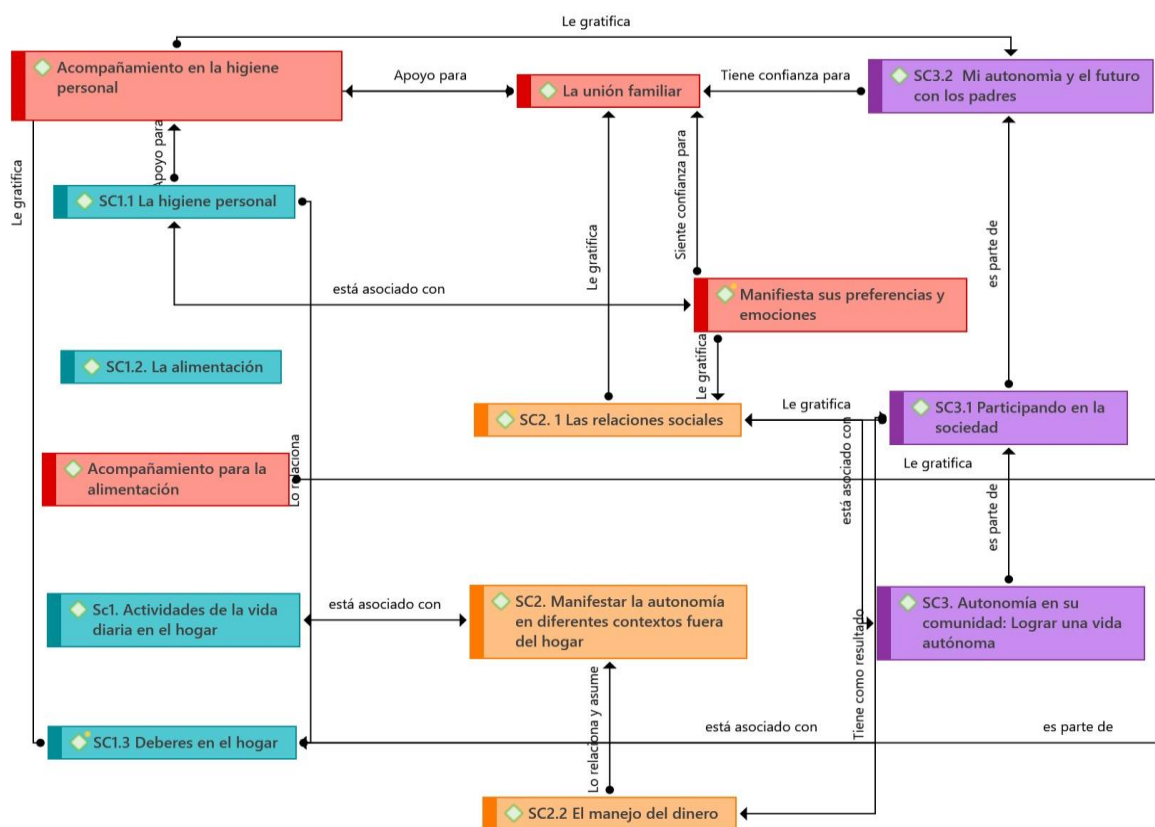 Le gratifica
Acompañamiento en la higiene
personal
Apoyo para
La unión familiar
Tiene confianza para
SC3.2 Mi autonomia y el futuro
con los padres
Apoyo para
Le gratifica
SC1.1 La higiene personal
Siente confianza para
Le gratifica
es parte de
está asociado con
Manifiesta sus preferencias y
emociones
SC1.2. La alimentación
Le gratifica
SC2. 1 Las relaciones sociales
Le gratifica
SC3.1 Participando en la
sociedad
Acompañamiento para la
alimentación
Lo relaciona
está asociado con
Le gratifica
es parte de
Sc1. Actividades de la vida
diaria en el hogar
está asociado con
SC2. Manifestar la autonomía
en diferentes contextos fuera
del hogar
SC3. Autonomía en su
comunidad: Lograr una vida
autónoma
Tiene como resultado
Lo relaciona y asume
SC1.3 Deberes en el hogar
está asociado con
es parte de
SC2.2 El manejo del dinero